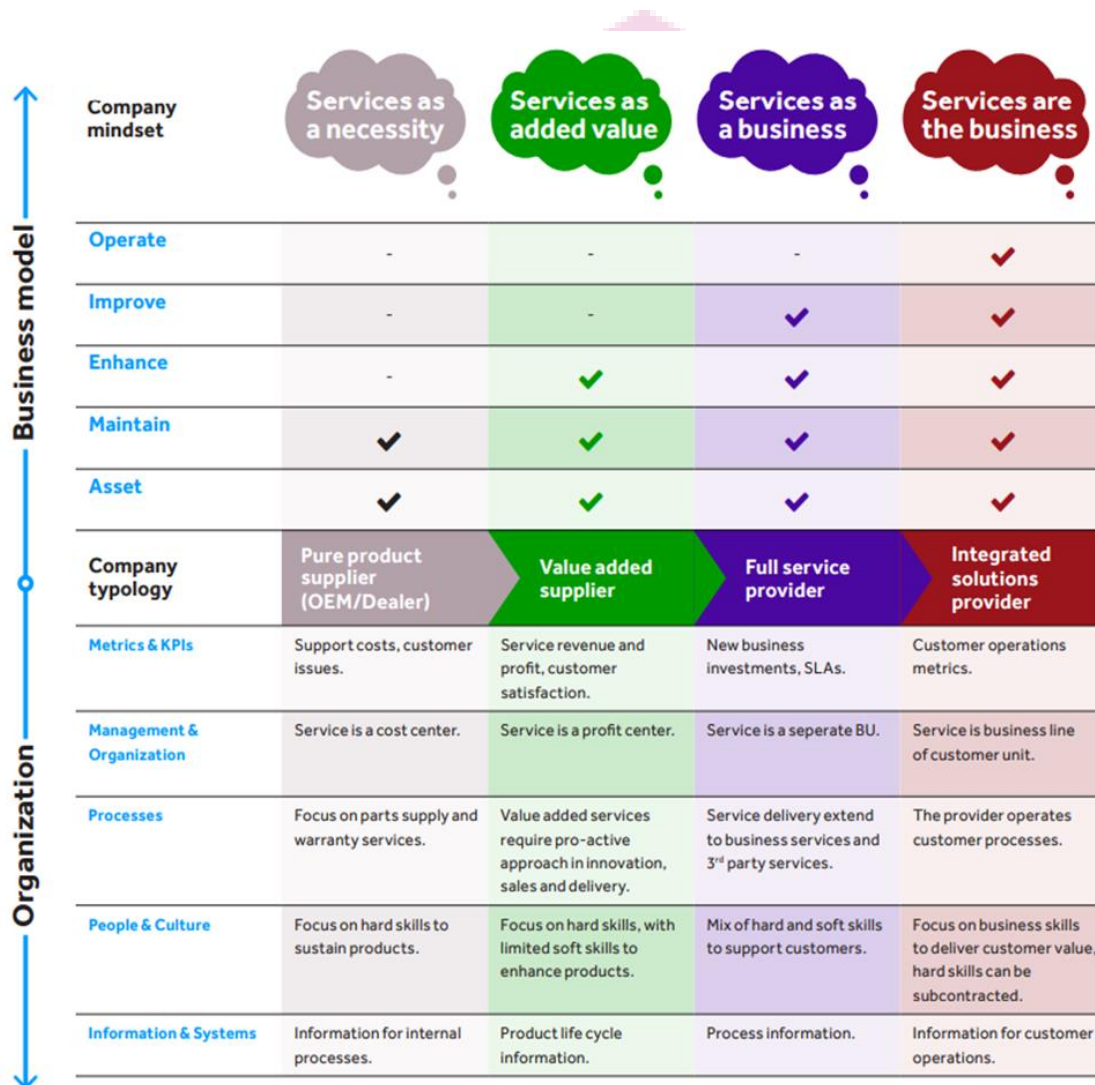 Company
mindset
Services as
a necessity
Services as
added value
Services as
a business
Services are
the business
Business model
Operate
- - -
Improve
- -
Enhance
-
Maintain
Asset
Company
typology
Pure product
supplier
(OEM/Dealer)
Value added
supplier
Full service
provider
Integrated
solutions
provider
Organization
Metrics & KPIs
Support costs, customer
issues.
Service revenue and
profit, customer
satisfaction.
New business
investments, SLAs.
Customer operations
metrics.
Management &
Organization
Service is a cost center.
Service is a profit center.
Service is a seperate BU.
Service is business line
of customer unit.
Processes
Focus on parts supply and
warranty services.
Value added services
require pro-active
approach in innovation,
sales and delivery.
Service delivery extend
to business services and
3rd party services.
The provider operates
customer processes.
People & Culture
Focus on hard skills to
sustain products.
Focus on hard skills, with
limited soft skills to
enhance products.
Mix of hard and soft skills
to support customers.
Focus on business skills
to deliver customer value,
hard skills can be
subcontracted.
Information & Systems
Information for internal
processes.
Product life cycle
information.
Process information.
Information for customer
operations.